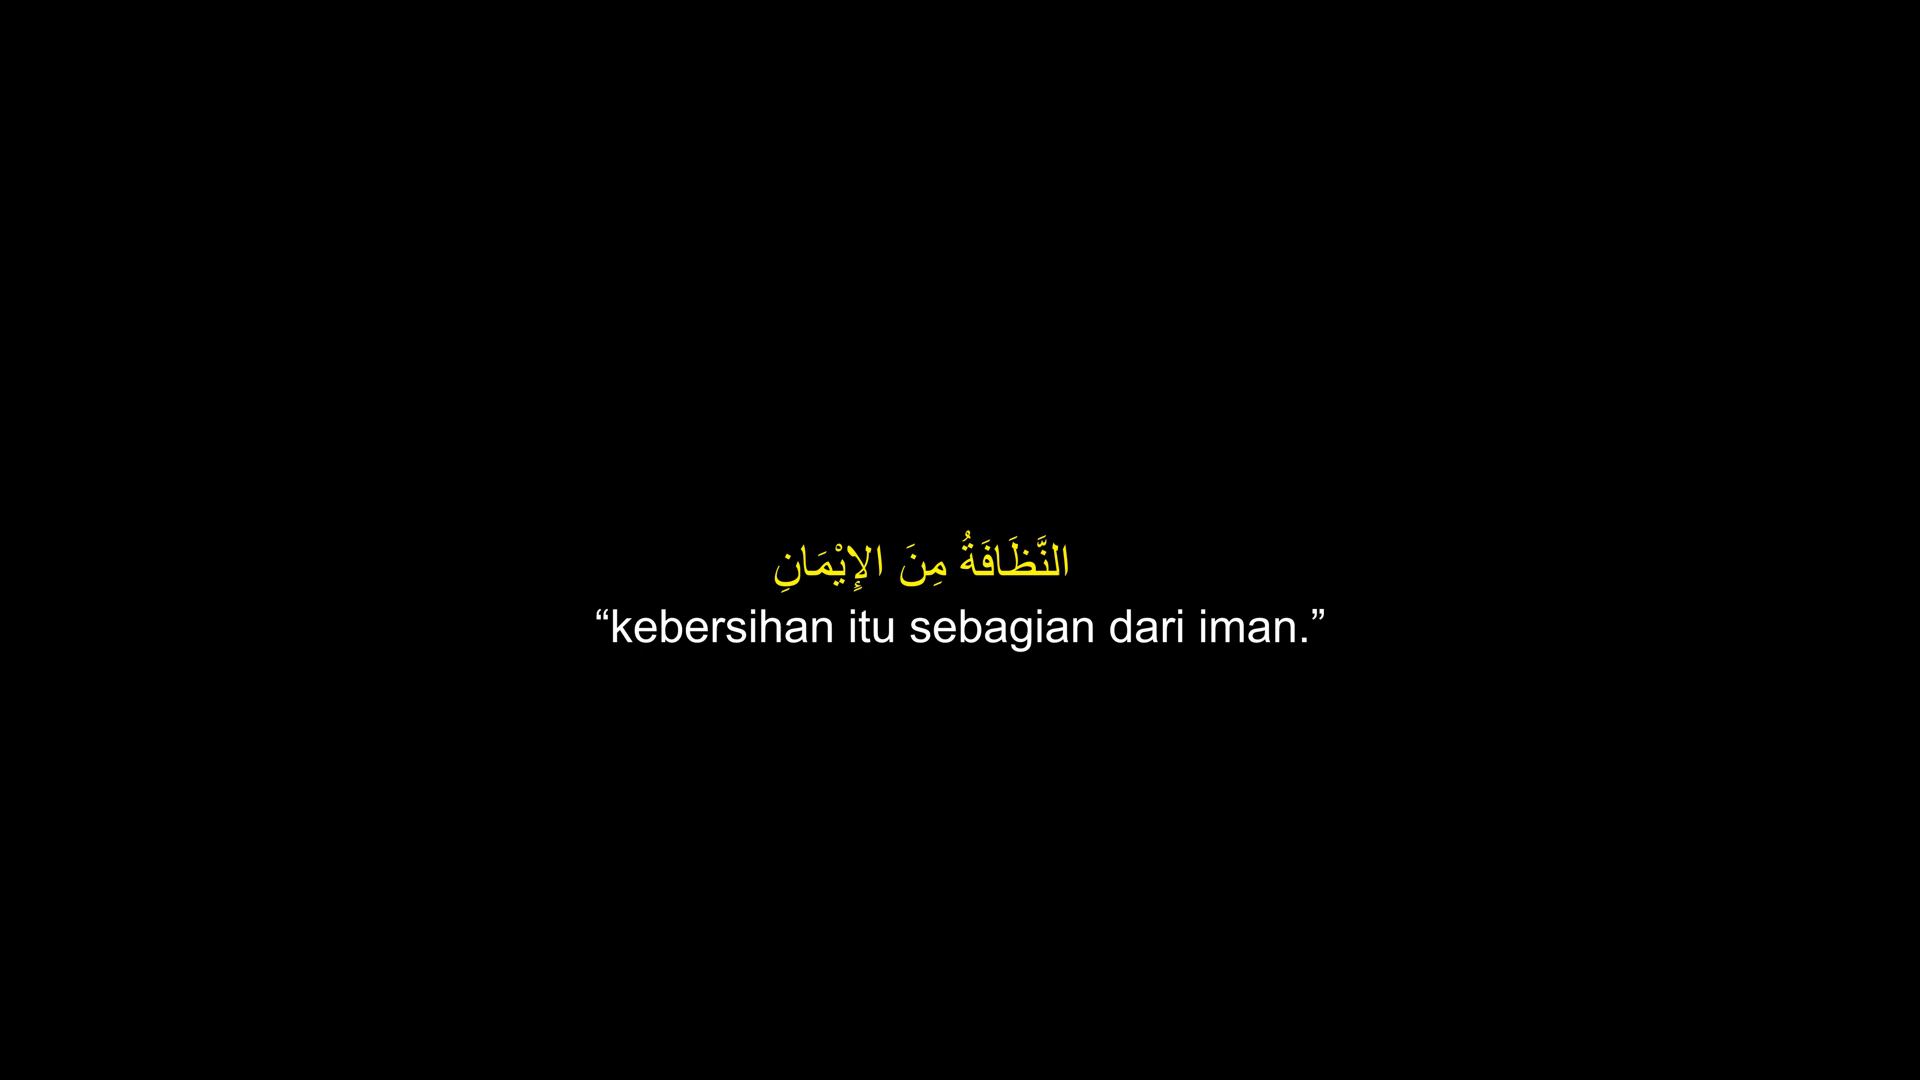 النَّظَافَةُ مِنَ الإِيْمَانِ
“kebersihan itu sebagian dari iman.”